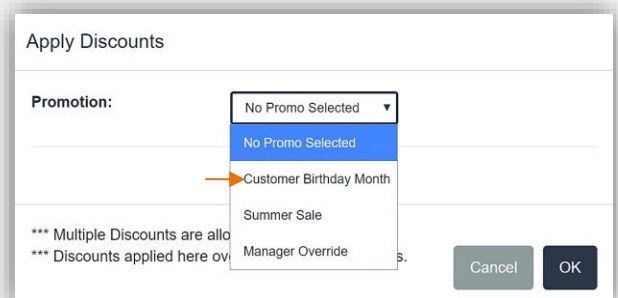 Apply Discounts
Promotion:
No Promo Selected
No Promo Selected
Customer Birthday Month
Summer Sale
Manager Override
*** Multiple Discounts are allo
*** Discounts applied here ov s.
Cancel
OK